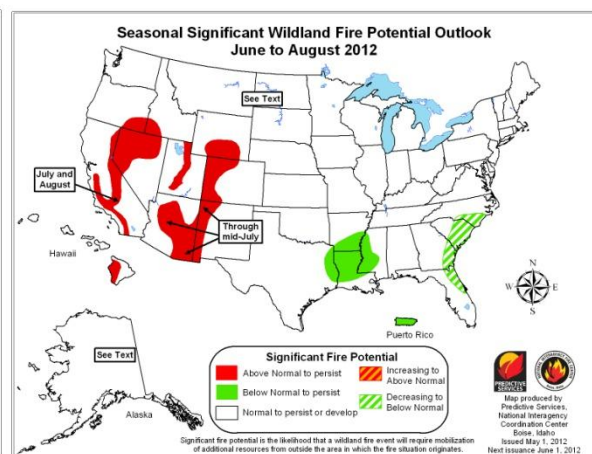 Seasonal Significant Wildland Fire Potential Outlook
June to August 2012
See Text
July and
August
Through
mid-July
Hawaii
N
W
E
S
Puerto Rico
See Text
Alaska
Significant Fire Potential
Above Normal to persist
Increasing to
Above Normal
Below Normal to persist
Decreasing to
Below Normal
Normal to persist or develop
PREDICTIVE
SERVICES
Map produced by
Predictive Services,
National Interagency
Coordination Center
Boise, Idaho
Issued May 1, 2012
Next issuance June 1, 2012
Significant fire potential is the likelihood that a wildland fire event will require mobilization
of additional resources from outside the area in which the fire situation originates.